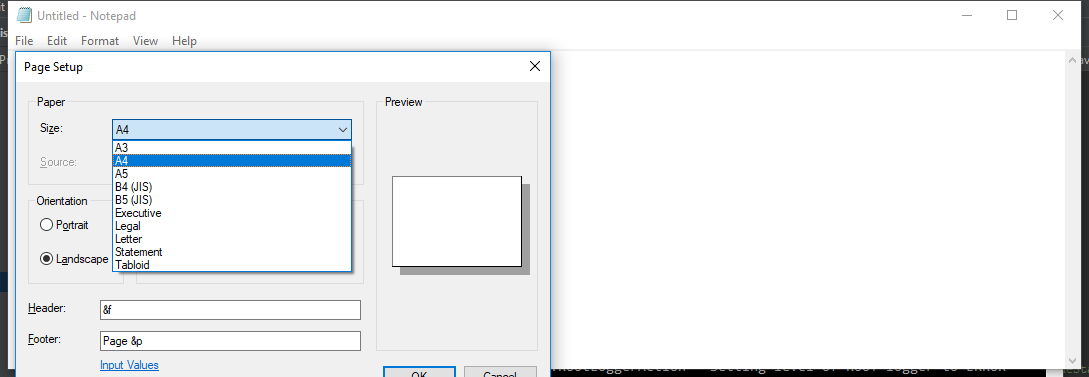 Untitled - Notepad
File Edit Format View Help
Page Setup
Paper
Preview
Size:
A4
A3
A4
Source:
A5
B4 (JIS)
B5 (JIS)
Orientation
Executive
Portrait
Legal
Letter
Landscape
Statement
Tabloid
Header:
&f
Footer:
Page &p
Input Values
OK
Cancel